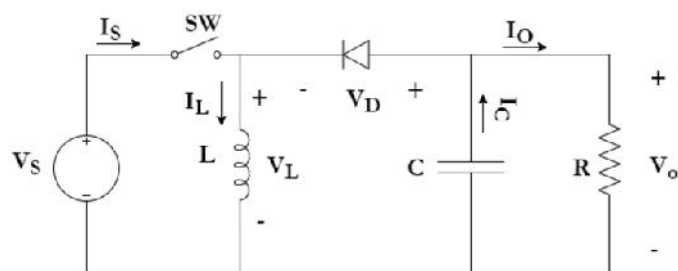 SW
I_S
I_O
+
- V_D +
I_L
+
I_C
V_S
+
-
L
V_L
C
R
V_o
-
-